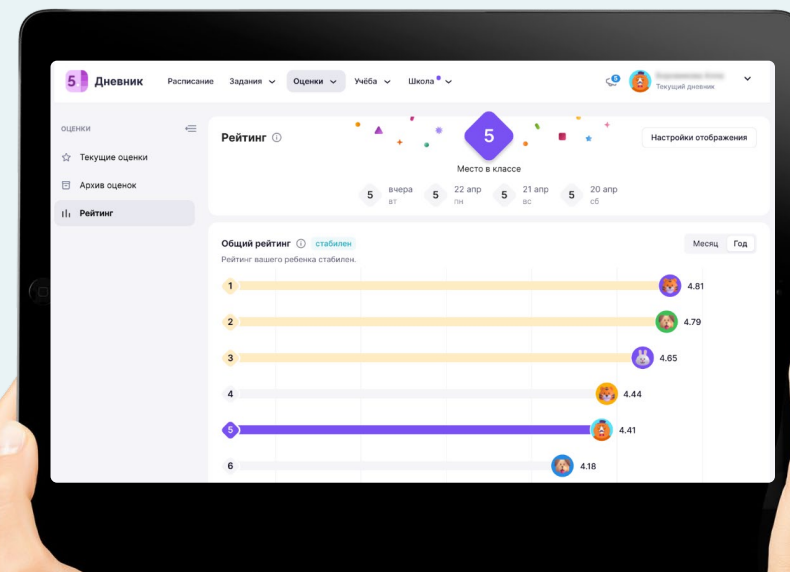 5 Дневник Расписание Задания Оценки Учёба Школа 5
Текущий дневник
ОЦЕНКИ
Текущие оценки
Архив оценок
Рейтинг
Рейтинг 5 Настройки отображения
Место в классе
5 вчера вт 5 22 апр пн 5 21 апр вс 5 20 апр сб
Общий рейтинг стабилен Месяц Год
Рейтинг вашего ребенка стабилен.
1 4.81
2 4.79
3 4.65
4 4.44
5 4.41
6 4.18